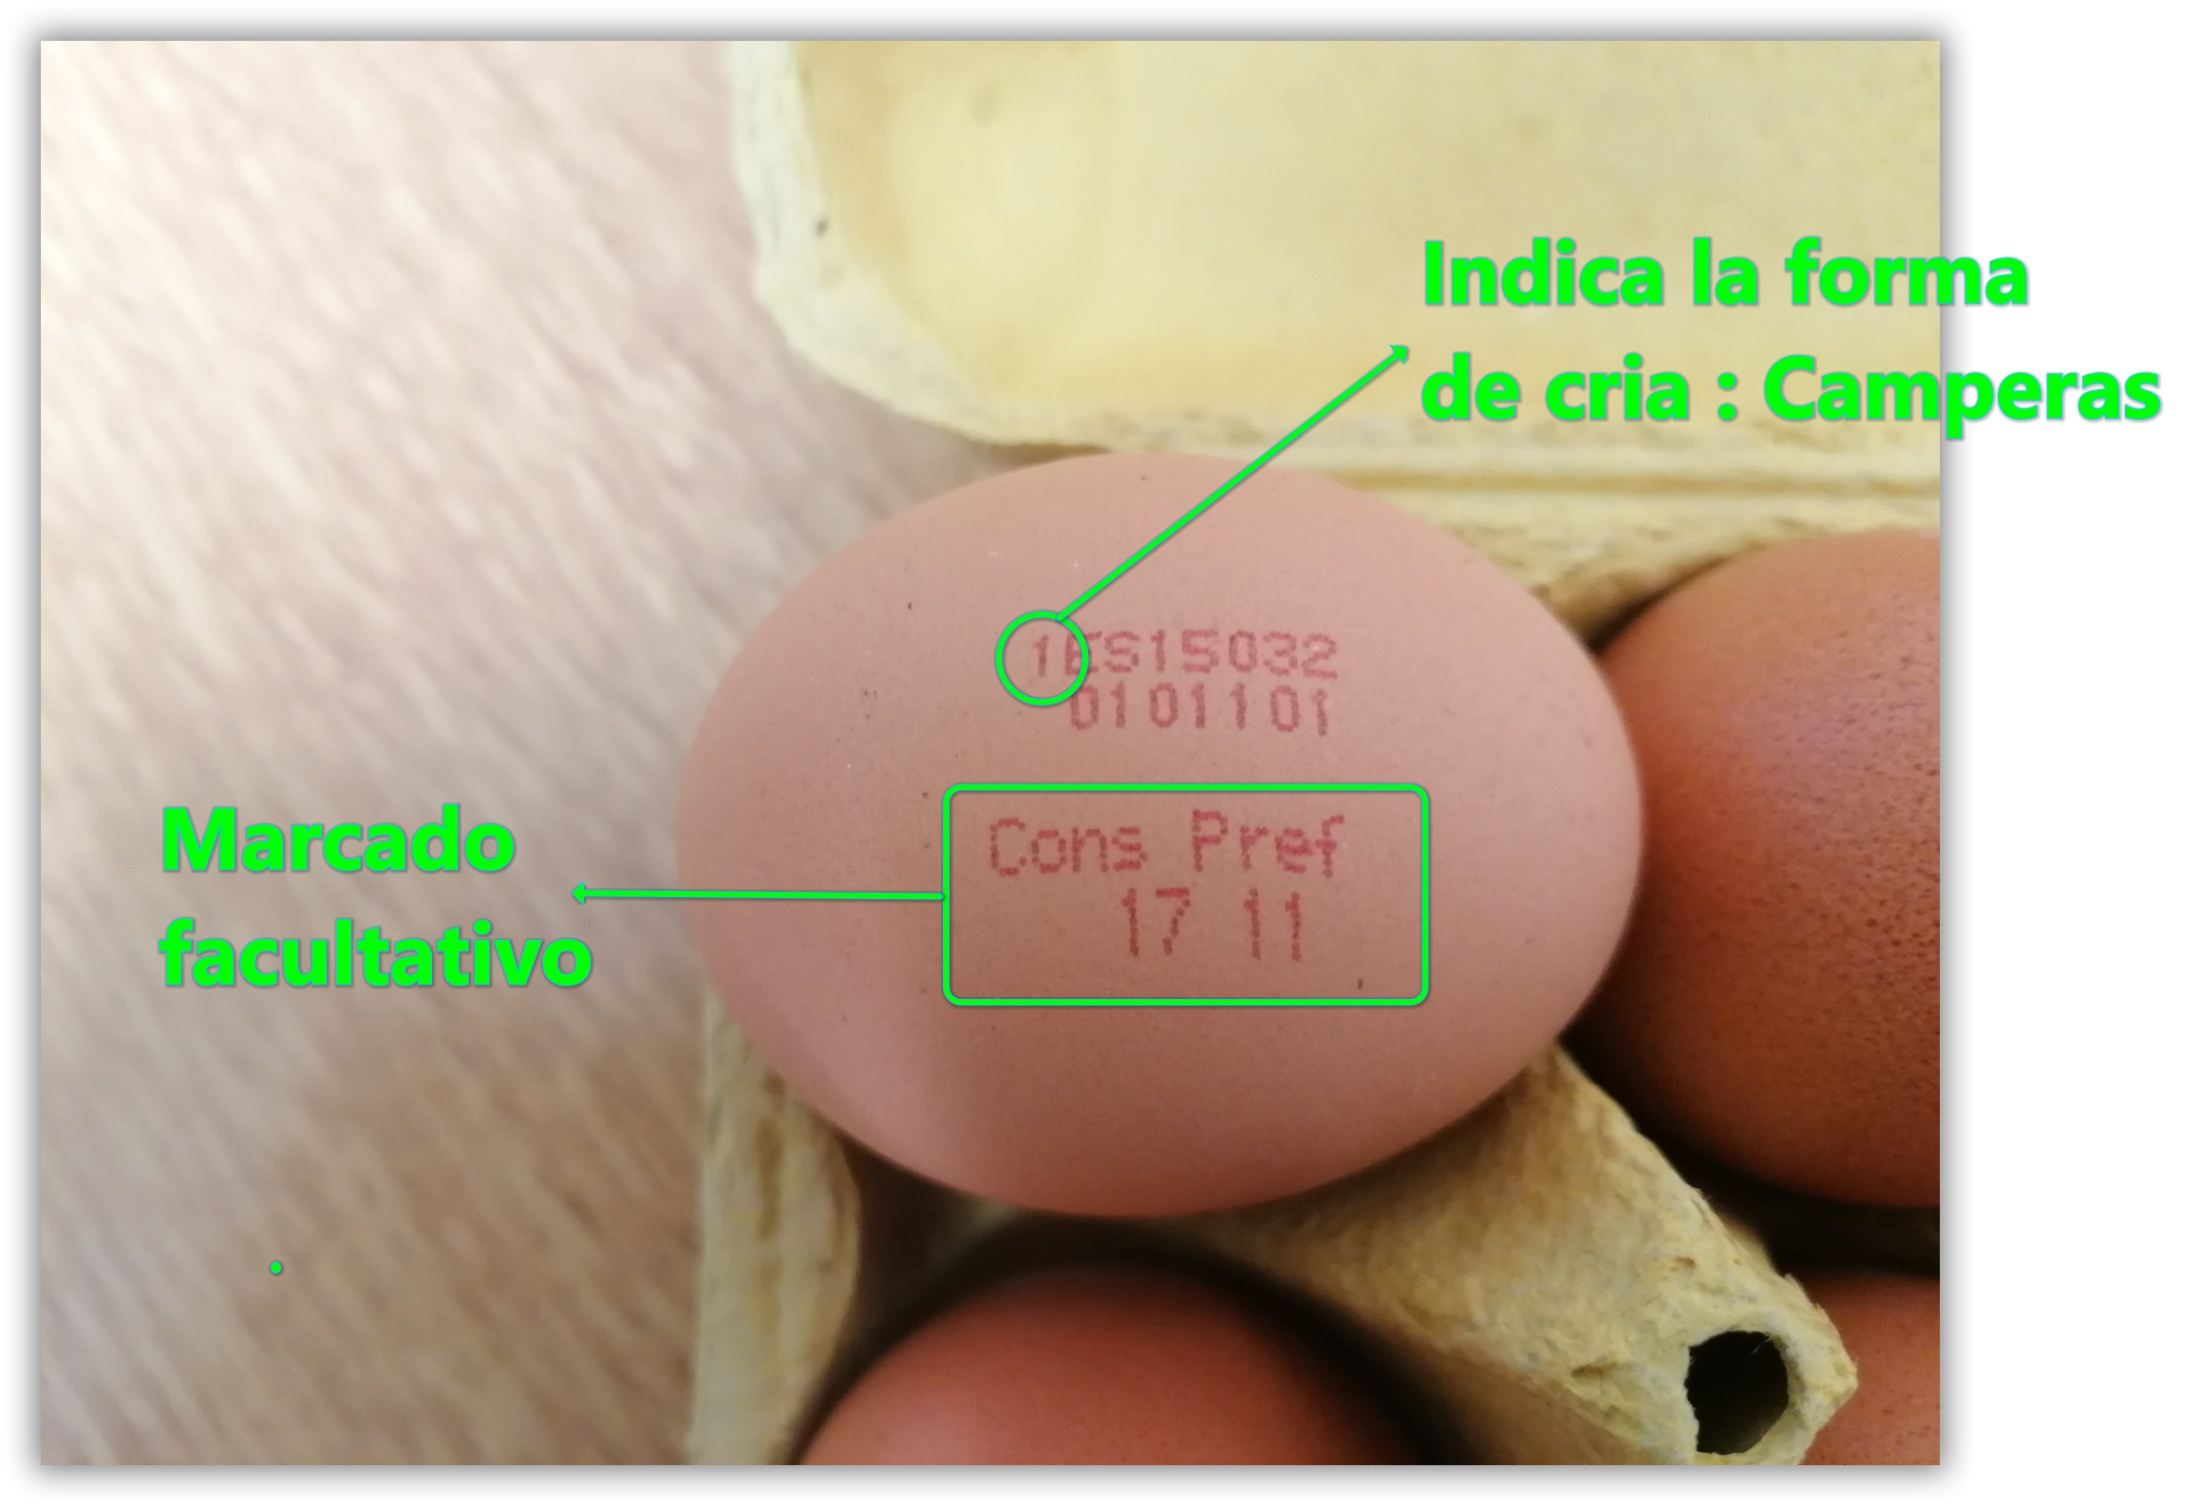 Indica la forma
de cria : Camperas
1ES15032
0101101
Marcado
facultativo
Cons Pref
17 11